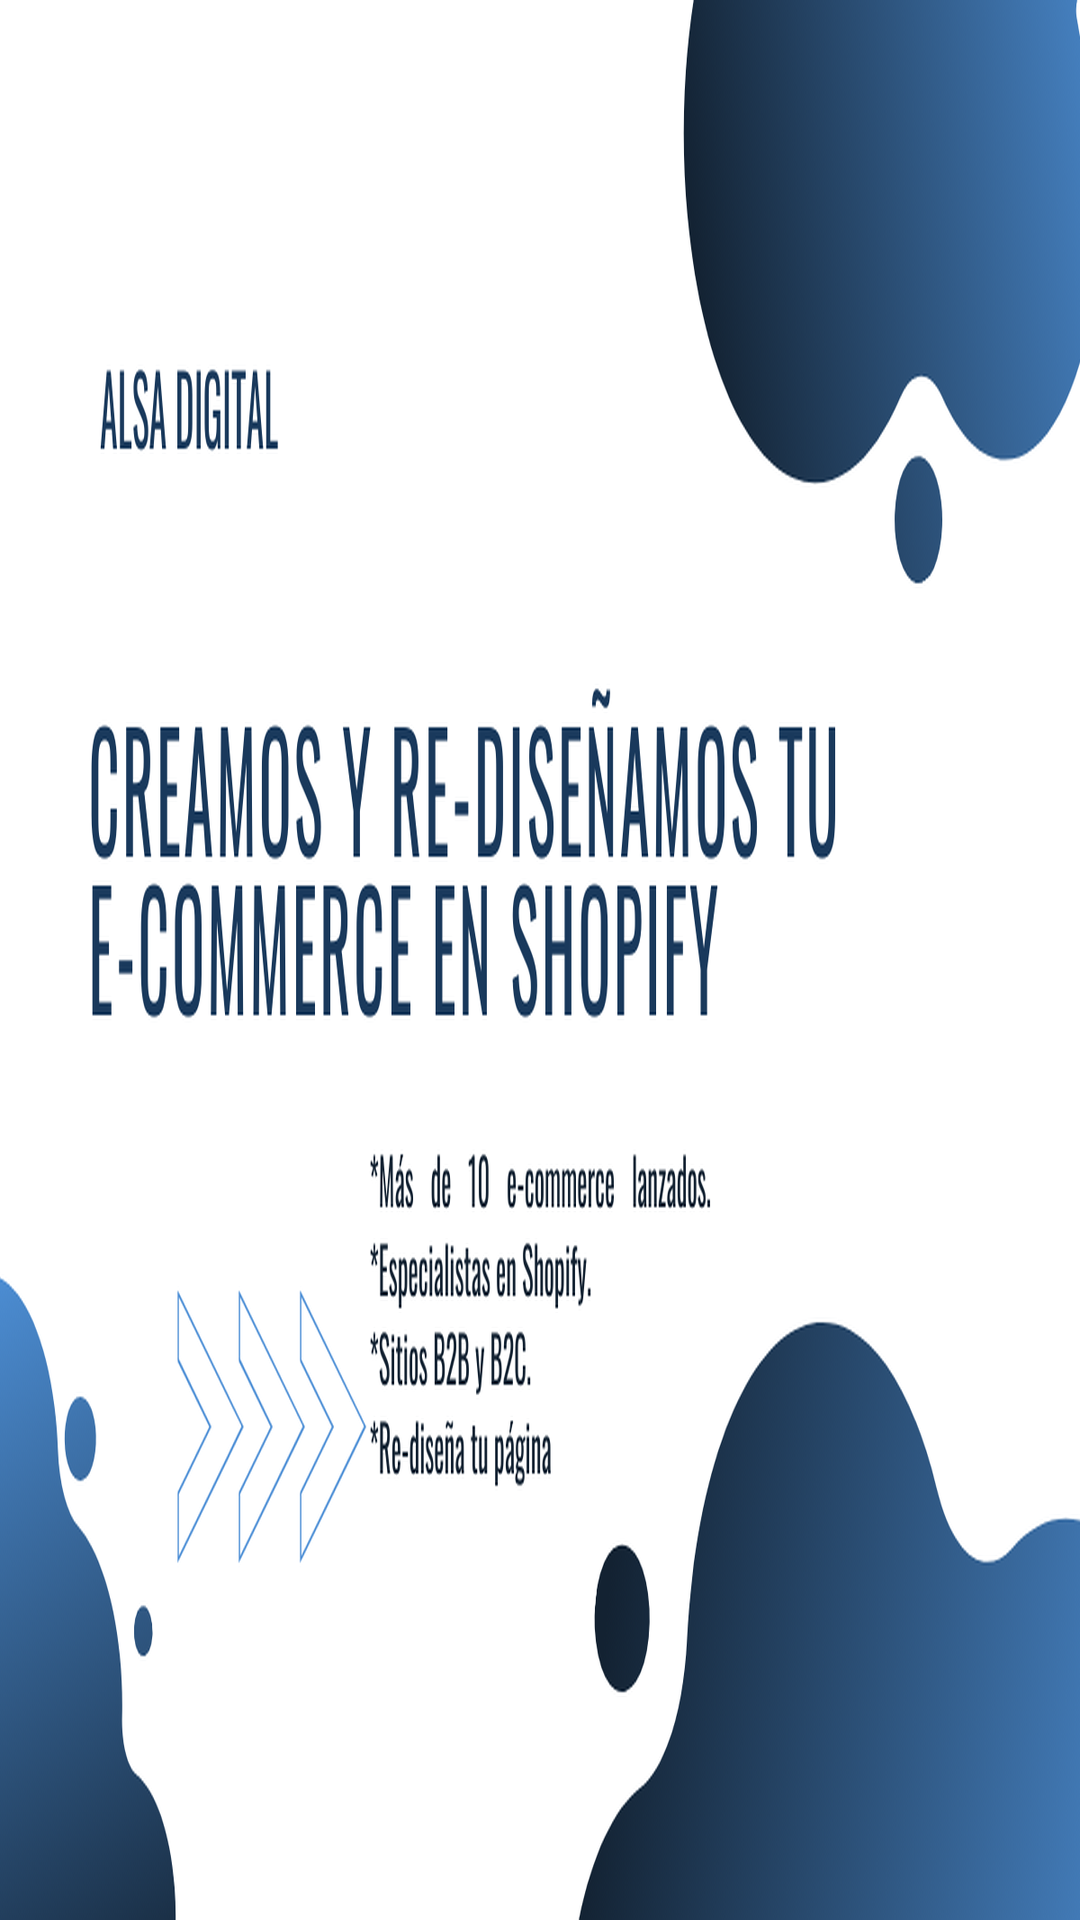 ALSA DIGITAL
CREAMOS Y RE-DISEÑAMOS TU
E-COMMERCE EN SHOPIFY
*Más de 10 e-commerce lanzados.
*Especialistas en Shopify.
*Sitios B2B y B2C.
*Re-diseña tu página